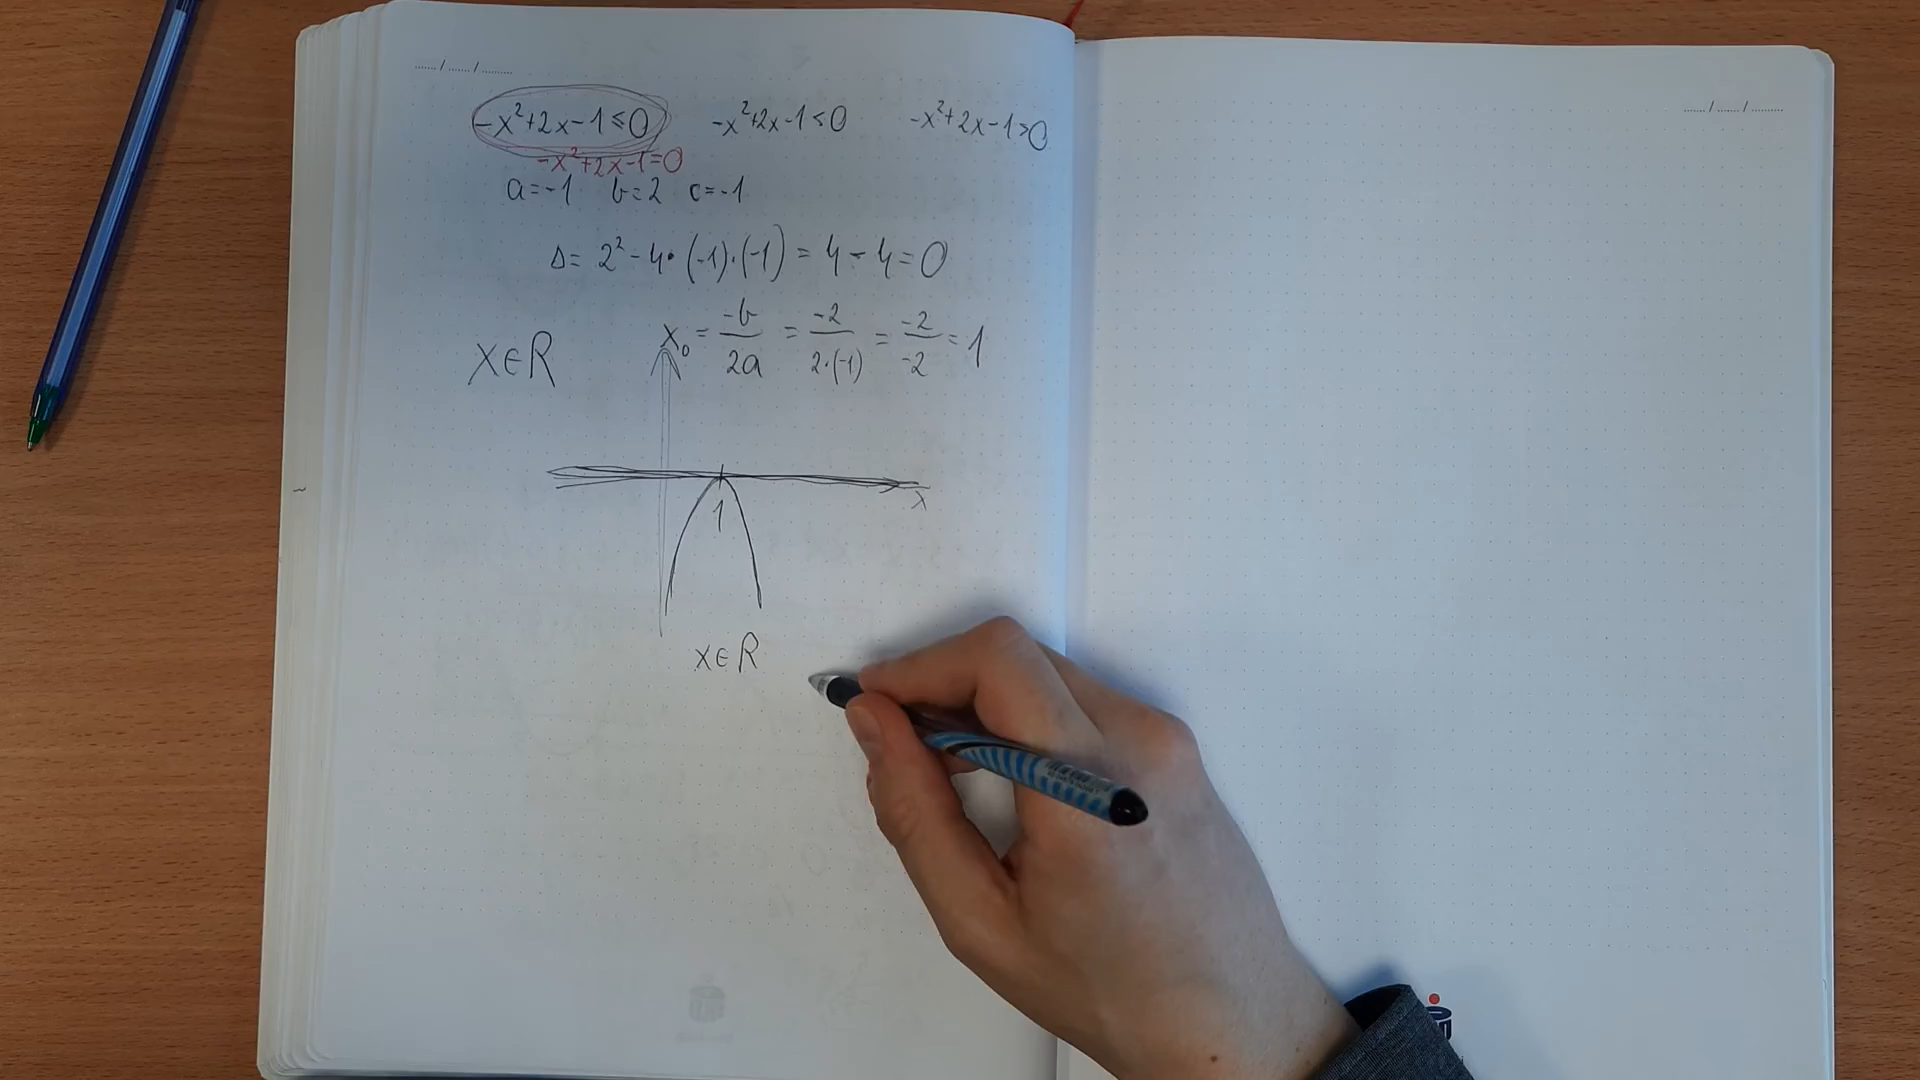 ...... / ...... / .........
-x²+2x-1≤0 -x²+2x-1<0 -x²+2x-1>0
-x²+2x-1=0
a=-1 b=2 c=-1
Δ= 2²-4·(-1)·(-1) = 4-4=0
x₀ = -b/2a = -2/2·(-1) = -2/-2 = 1
x∈R
x
1
x∈R
...... / ...... / .........